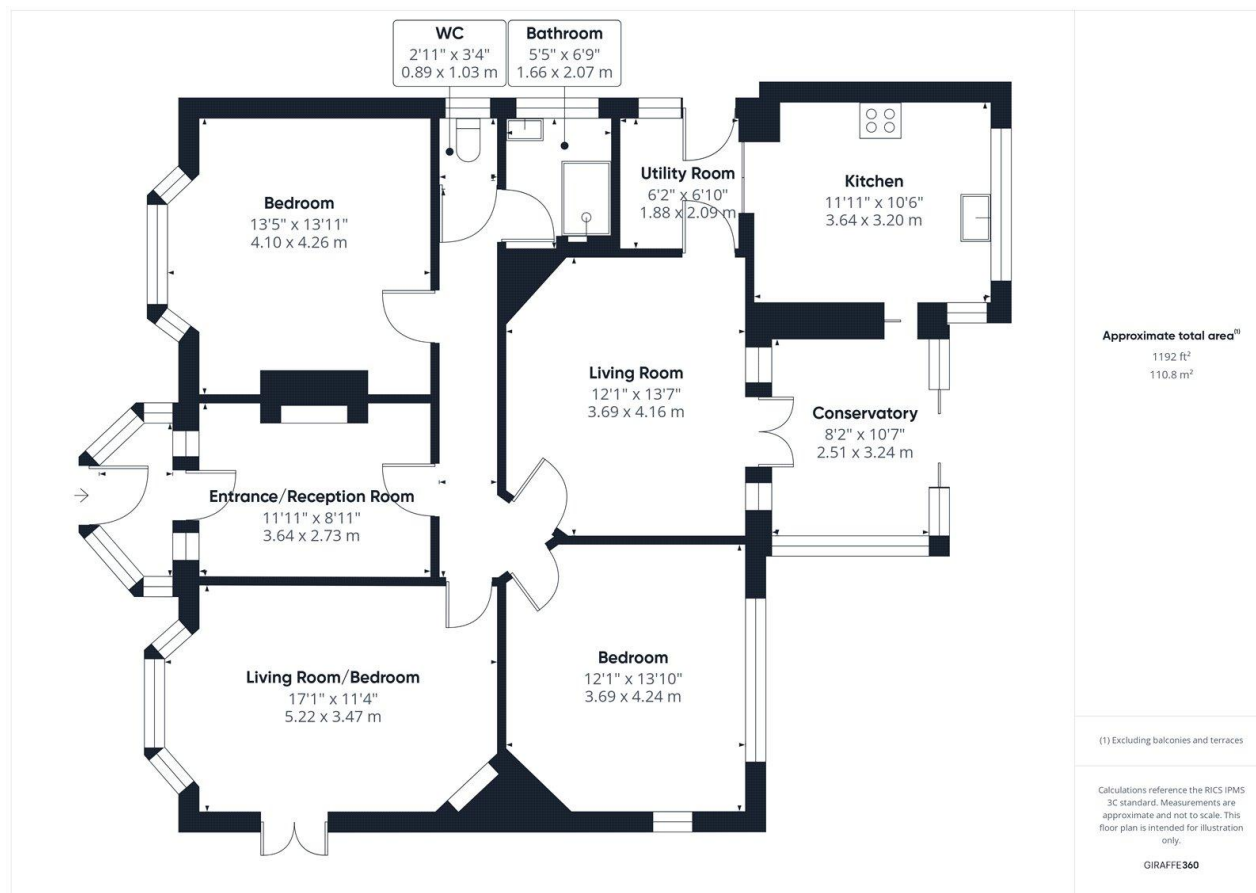 WC
2'11" x 3'4"
0.89 x 1.03 m
Bathroom
5'5" x 6'9"
1.66 x 2.07 m
Bedroom
13'5" x 13'11"
4.10 x 4.26 m
Utility Room
6'2" x 6'10"
1.88 x 2.09 m
Kitchen
11'11" x 10'6"
3.64 x 3.20 m
Living Room
12'1" x 13'7"
3.69 x 4.16 m
Conservatory
8'2" x 10'7"
2.51 x 3.24 m
Entrance/Reception Room
11'11" x 8'11"
3.64 x 2.73 m
Living Room/Bedroom
17'1" x 11'4"
5.22 x 3.47 m
Bedroom
12'1" x 13'10"
3.69 x 4.24 m
Approximate total area(1)
1192 ft²
110.8 m²
(1) Excluding balconies and terraces
Calculations reference the RICS IPMS
3C standard. Measurements are
approximate and not to scale. This
floor plan is intended for illustration
only.
GIRAFFE360